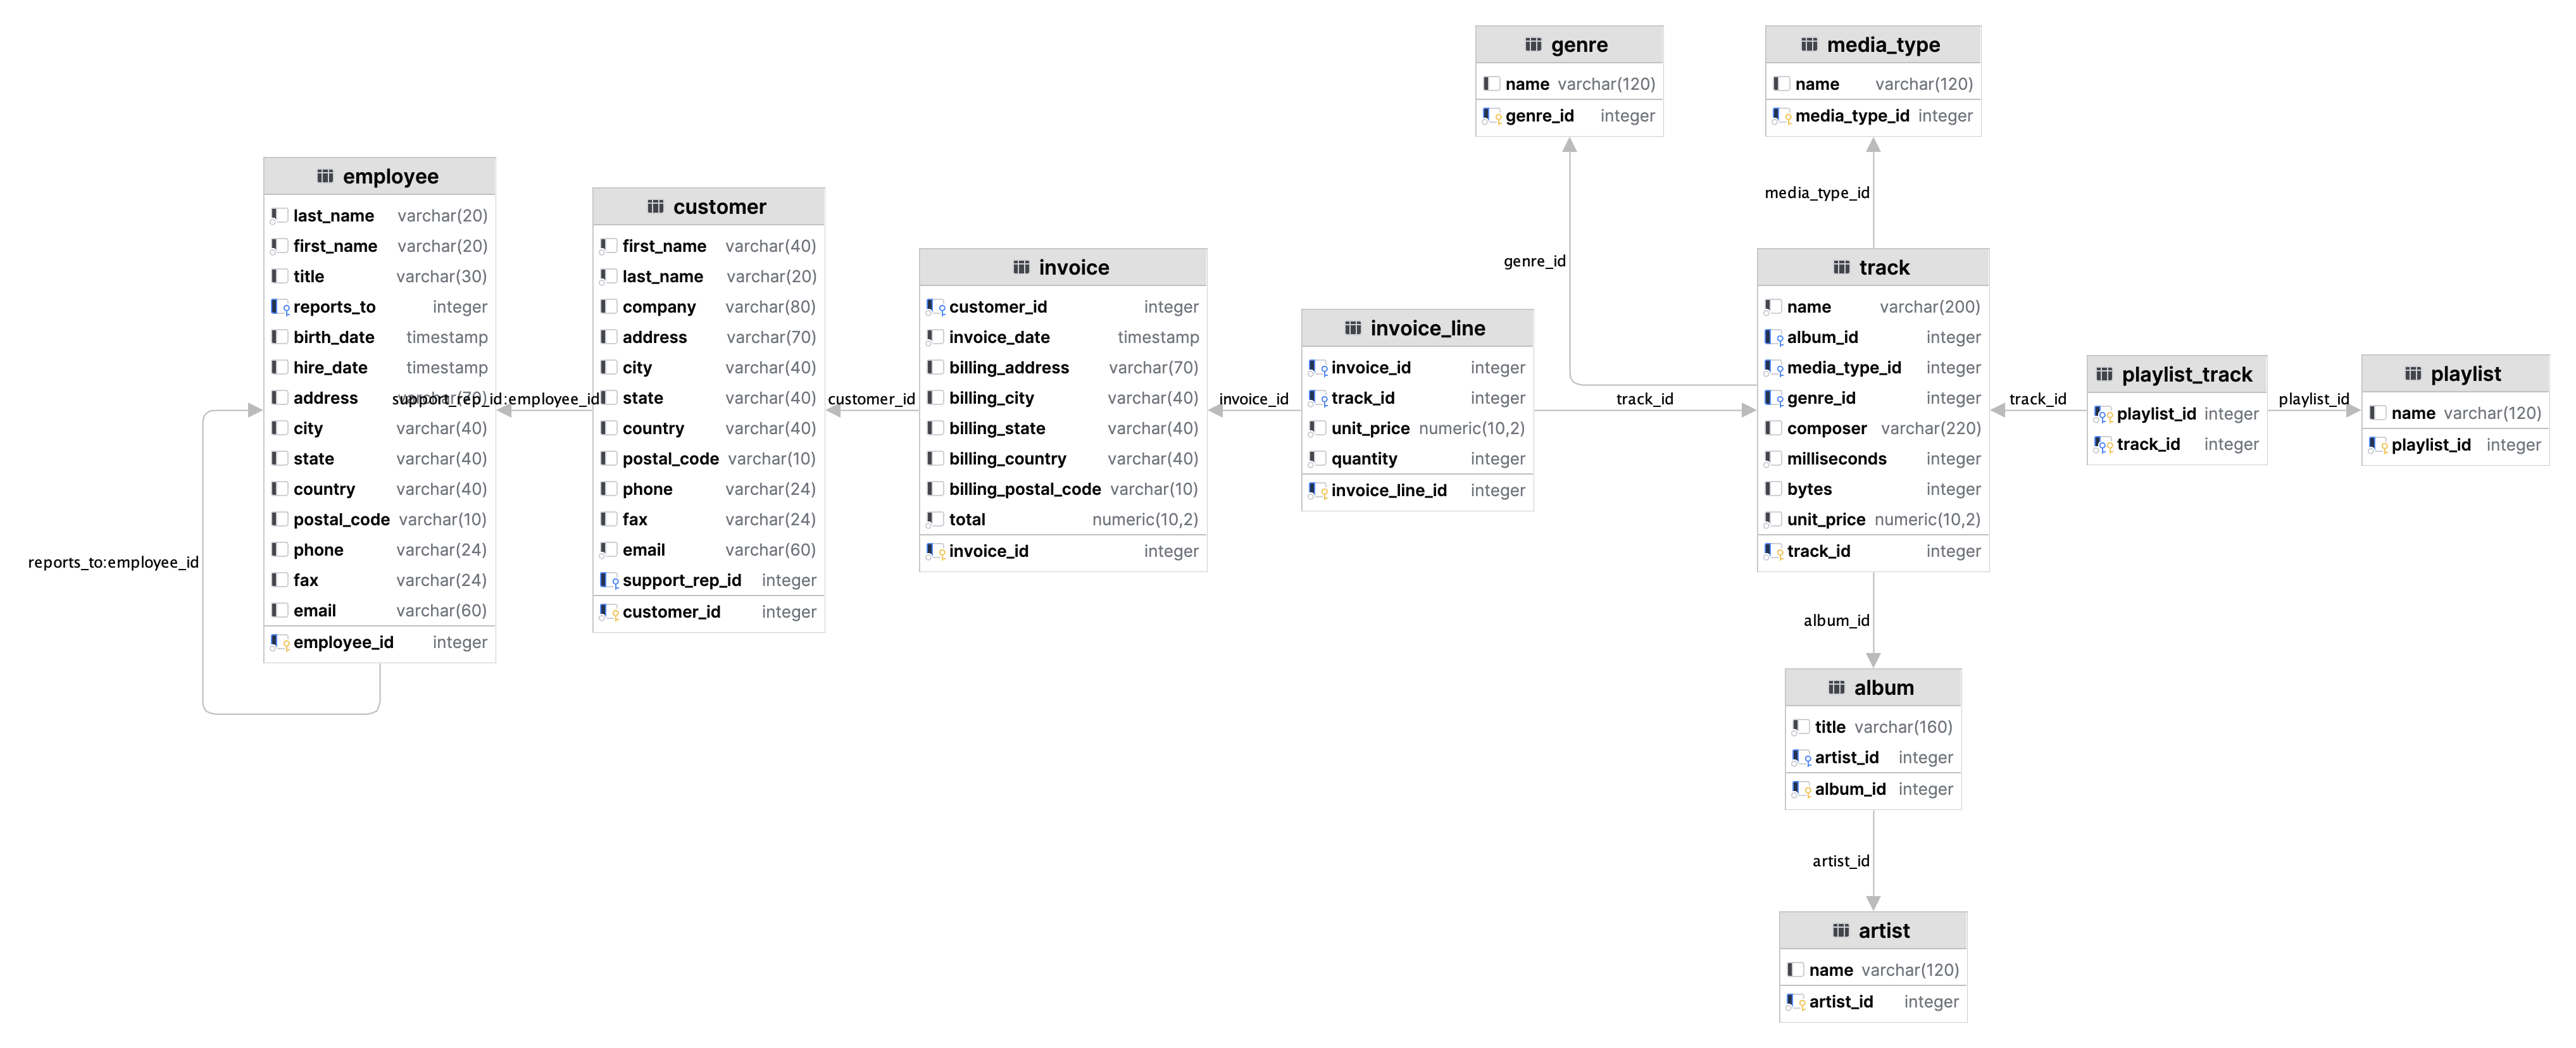 genre
name varchar(120)
genre_id integer
media_type
name varchar(120)
media_type_id integer
media_type_id
genre_id
employee
last_name varchar(20)
first_name varchar(20)
title varchar(30)
reports_to integer
birth_date timestamp
hire_date timestamp
address varchar(70)
city varchar(40)
state varchar(40)
country varchar(40)
postal_code varchar(10)
phone varchar(24)
fax varchar(24)
email varchar(60)
employee_id integer
reports_to:employee_id
support_rep_id:employee_id
customer
first_name varchar(40)
last_name varchar(20)
company varchar(80)
address varchar(70)
city varchar(40)
state varchar(40)
country varchar(40)
postal_code varchar(10)
phone varchar(24)
fax varchar(24)
email varchar(60)
support_rep_id integer
customer_id integer
customer_id
invoice
customer_id integer
invoice_date timestamp
billing_address varchar(70)
billing_city varchar(40)
billing_state varchar(40)
billing_country varchar(40)
billing_postal_code varchar(10)
total numeric(10,2)
invoice_id integer
invoice_id
invoice_line
invoice_id integer
track_id integer
unit_price numeric(10,2)
quantity integer
invoice_line_id integer
track_id
track
name varchar(200)
album_id integer
media_type_id integer
genre_id integer
composer varchar(220)
milliseconds integer
bytes integer
unit_price numeric(10,2)
track_id integer
track_id
playlist_track
playlist_id integer
track_id integer
playlist_id
playlist
name varchar(120)
playlist_id integer
album_id
album
title varchar(160)
artist_id integer
album_id integer
artist_id
artist
name varchar(120)
artist_id integer